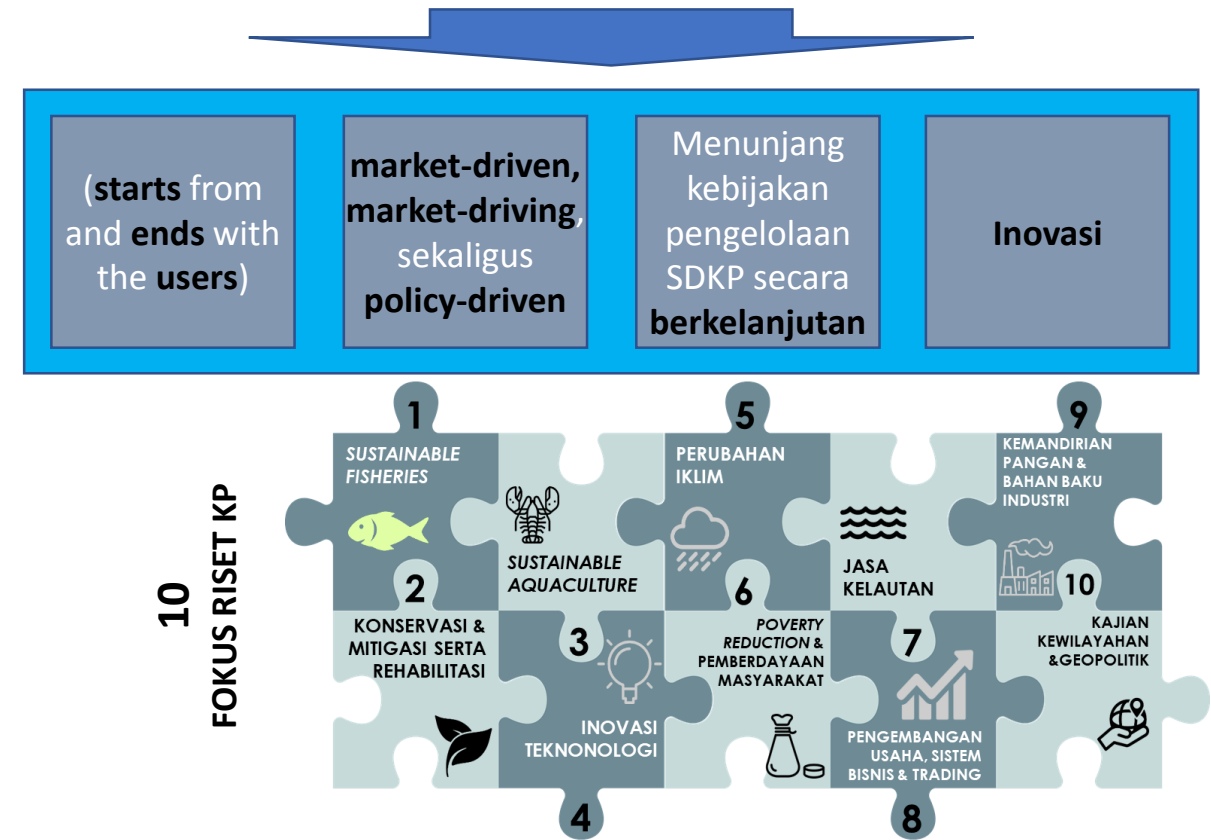 (starts from
and ends with
the users)
market-driven,
market-driving,
sekaligus
policy-driven
Menunjang
kebijakan
pengelolaan
SDKP secara
berkelanjutan
Inovasi
10
FOKUS RISET KP
1
SUSTAINABLE
FISHERIES
2
KONSERVASI &
MITIGASI SERTA
REHABILITASI
SUSTAINABLE
AQUACULTURE
3
INOVASI
TEKNONOLOGI
4
5
PERUBAHAN
IKLIM
6
POVERTY
REDUCTION &
PEMBERDAYAAN
MASYARAKAT
JASA
KELAUTAN
7
PENGEMBANGAN
USAHA, SISTEM
BISNIS & TRADING
8
9
KEMANDIRIAN
PANGAN &
BAHAN BAKU
INDUSTRI
10
KAJIAN
KEWILAYAHAN
&GEOPOLITIK